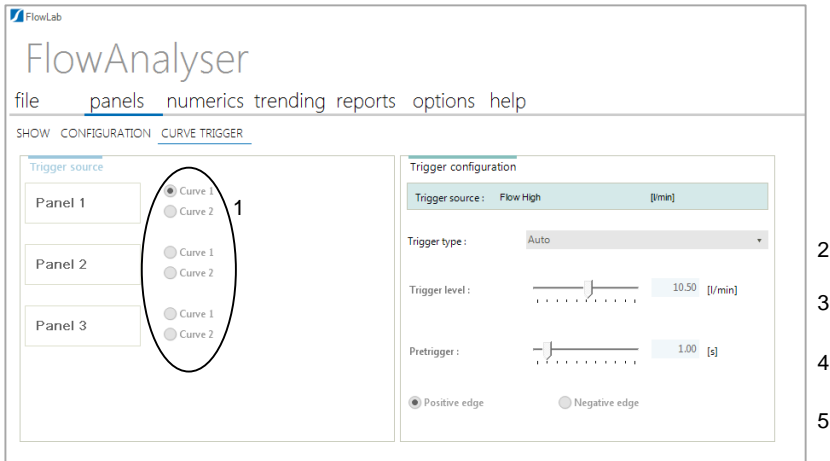 FlowLab
FlowAnalyser
file panels numerics trending reports options help
SHOW CONFIGURATION CURVE TRIGGER
Trigger source
Panel 1
Curve 1
Curve 2
1
Panel 2
Curve 1
Curve 2
Panel 3
Curve 1
Curve 2
Trigger configuration
Trigger source : Flow High [l/min]
Trigger type : Auto
2
Trigger level : 10.50 [l/min]
3
Pretrigger : 1.00 [s]
4
Positive edge Negative edge
5